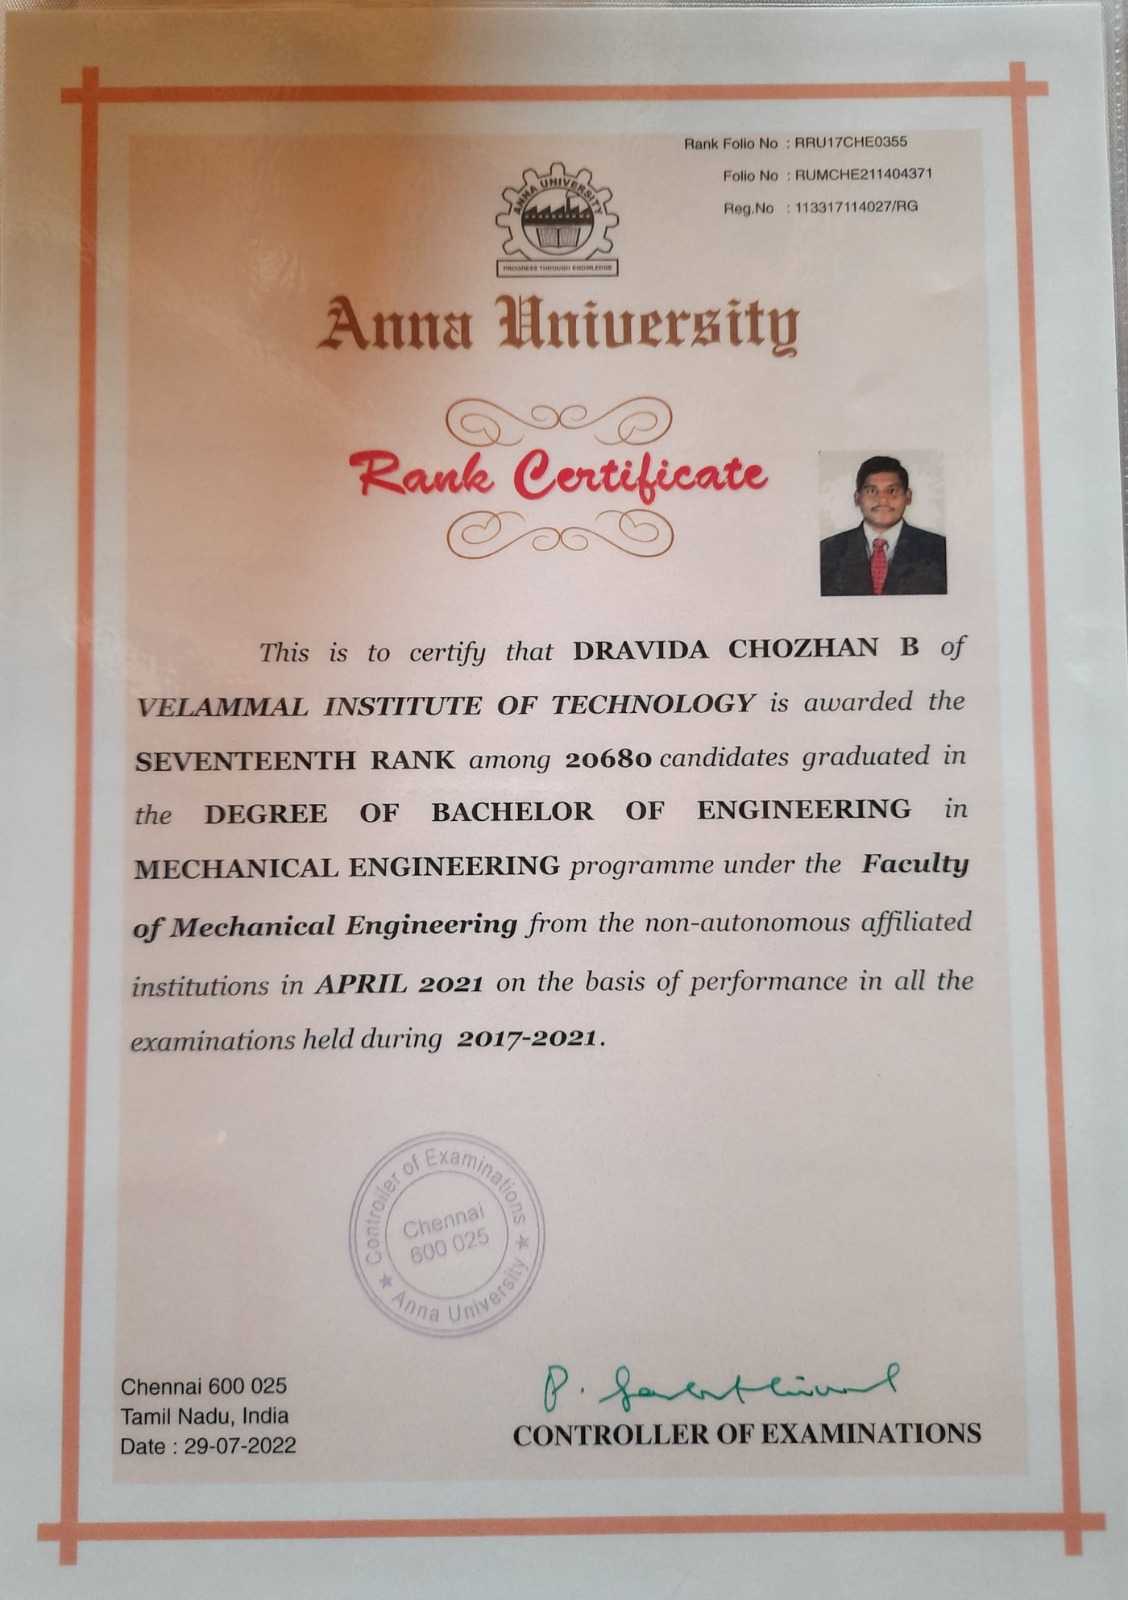 Rank Folio No : RRU17CHE0355
Folio No : RUMCHE211404371
Reg.No : 113317114027/RG
ANNA UNIVERSITY
PROGRESS THROUGH KNOWLEDGE
Anna University
Rank Certificate
This is to certify that DRAVIDA CHOZHAN B of
VELAMMAL INSTITUTE OF TECHNOLOGY is awarded the
SEVENTEENTH RANK among 20680 candidates graduated in
the DEGREE OF BACHELOR OF ENGINEERING in
MECHANICAL ENGINEERING programme under the Faculty
of Mechanical Engineering from the non-autonomous affiliated
institutions in APRIL 2021 on the basis of performance in all the
examinations held during 2017-2021.
Controller of Examinations
Chennai
600 025
★ Anna University ★
Chennai 600 025
Tamil Nadu, India
Date : 29-07-2022
P.
CONTROLLER OF EXAMINATIONS